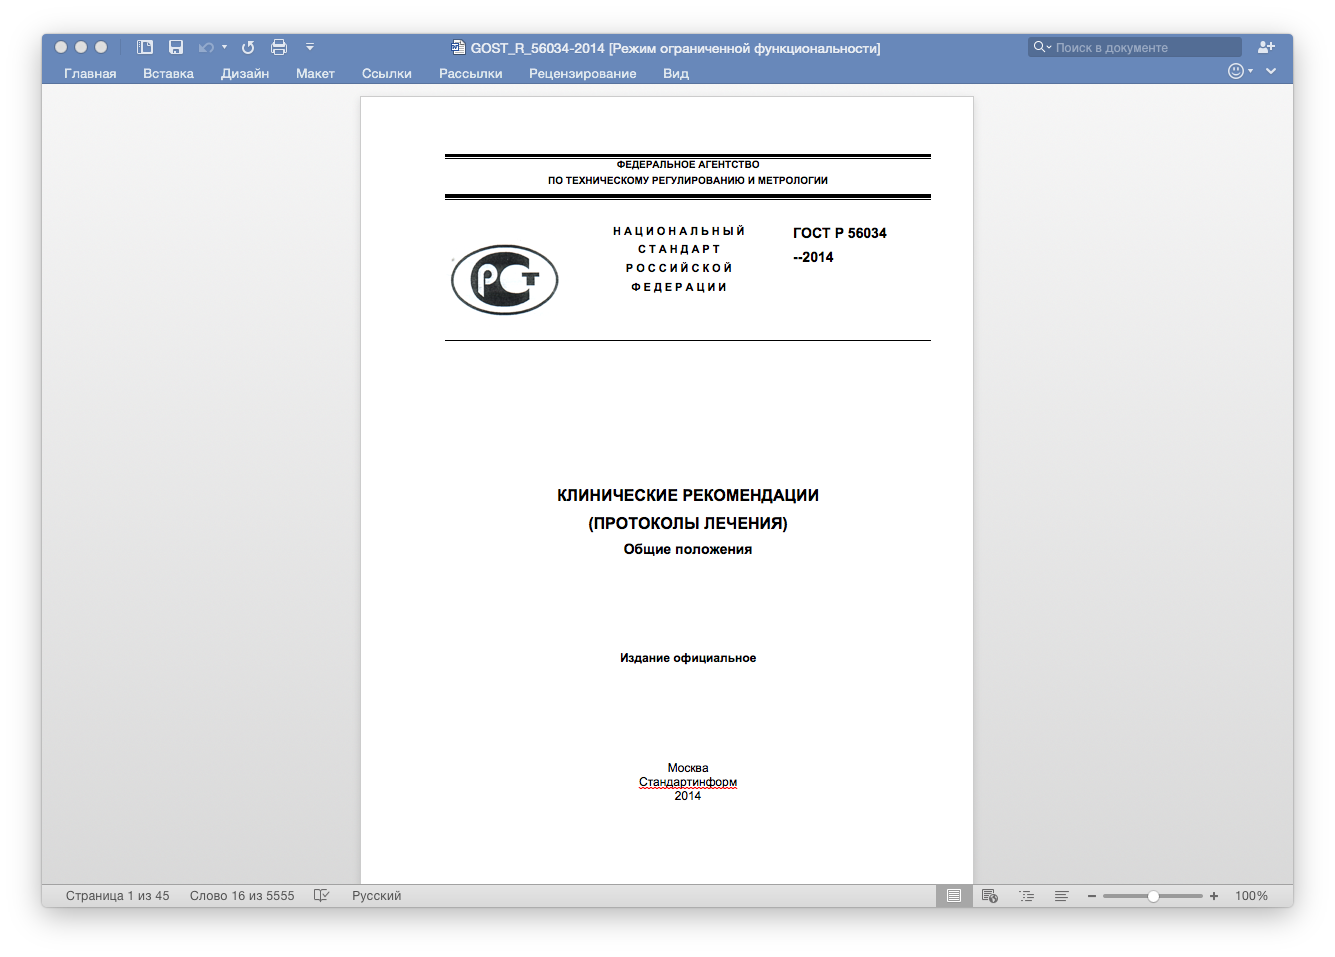 GOST_R_56034-2014 [Режим ограниченной функциональности]
Поиск в документе
Главная Вставка Дизайн Макет Ссылки Рассылки Рецензирование Вид
ФЕДЕРАЛЬНОЕ АГЕНТСТВО
ПО ТЕХНИЧЕСКОМУ РЕГУЛИРОВАНИЮ И МЕТРОЛОГИИ
РСТ
НАЦИОНАЛЬНЫЙ
СТАНДАРТ
РОССИЙСКОЙ
ФЕДЕРАЦИИ
ГОСТ Р 56034
--2014
КЛИНИЧЕСКИЕ РЕКОМЕНДАЦИИ
(ПРОТОКОЛЫ ЛЕЧЕНИЯ)
Общие положения
Издание официальное
Москва
Стандартинформ
2014
Страница 1 из 45 Слово 16 из 5555 Русский 100%